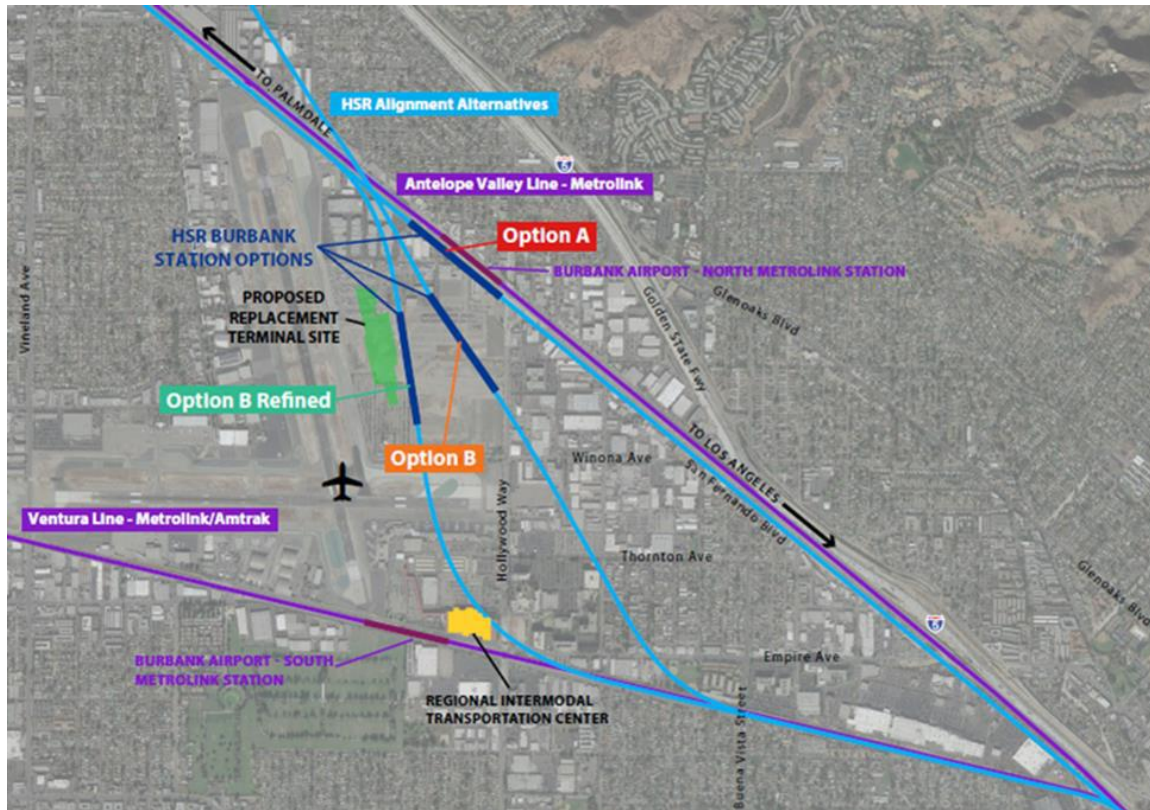 TO PALMDALE
HSR Alignment Alternatives
5
Antelope Valley Line - Metrolink
HSR BURBANK
STATION OPTIONS
Option A
BURBANK AIRPORT - NORTH METROLINK STATION
Vineland Ave
PROPOSED
REPLACEMENT
TERMINAL SITE
Golden STate Fwy
Glenoaks Blvd
Option B Refined
Option B
Winona Ave
TO LOS ANGELES
San Fernando Blvd
Ventura Line - Metrolink/Amtrak
Hollywood Way
Thornton Ave
Glenoaks Blvd
5
BURBANK AIRPORT - SOUTH
METROLINK STATION
Empire Ave
REGIONAL INTERMODAL
TRANSPORTATION CENTER
Buena Vista Street